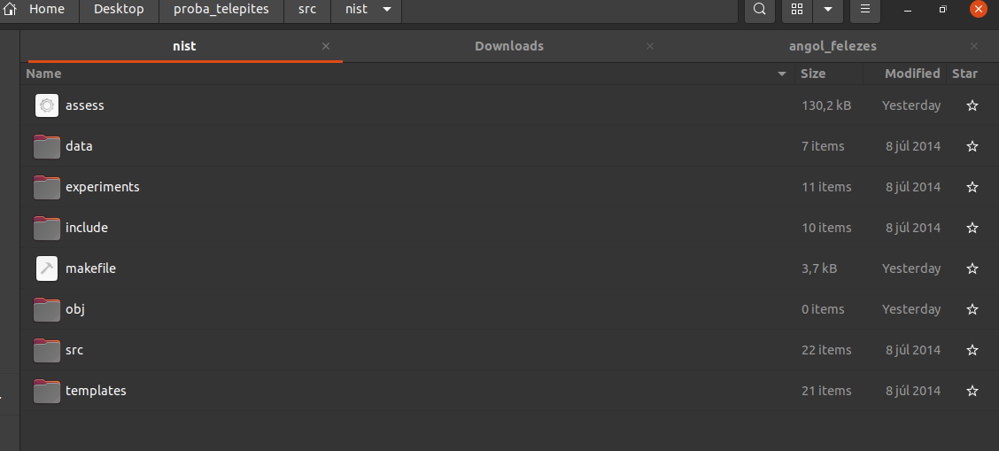 Home Desktop proba_telepites src nist
nist Downloads angol_felezes
Name Size Modified Star
assess 130,2 kB Yesterday
data 7 items 8 júl 2014
experiments 11 items 8 júl 2014
include 10 items 8 júl 2014
makefile 3,7 kB Yesterday
obj 0 items Yesterday
src 22 items 8 júl 2014
templates 21 items 8 júl 2014